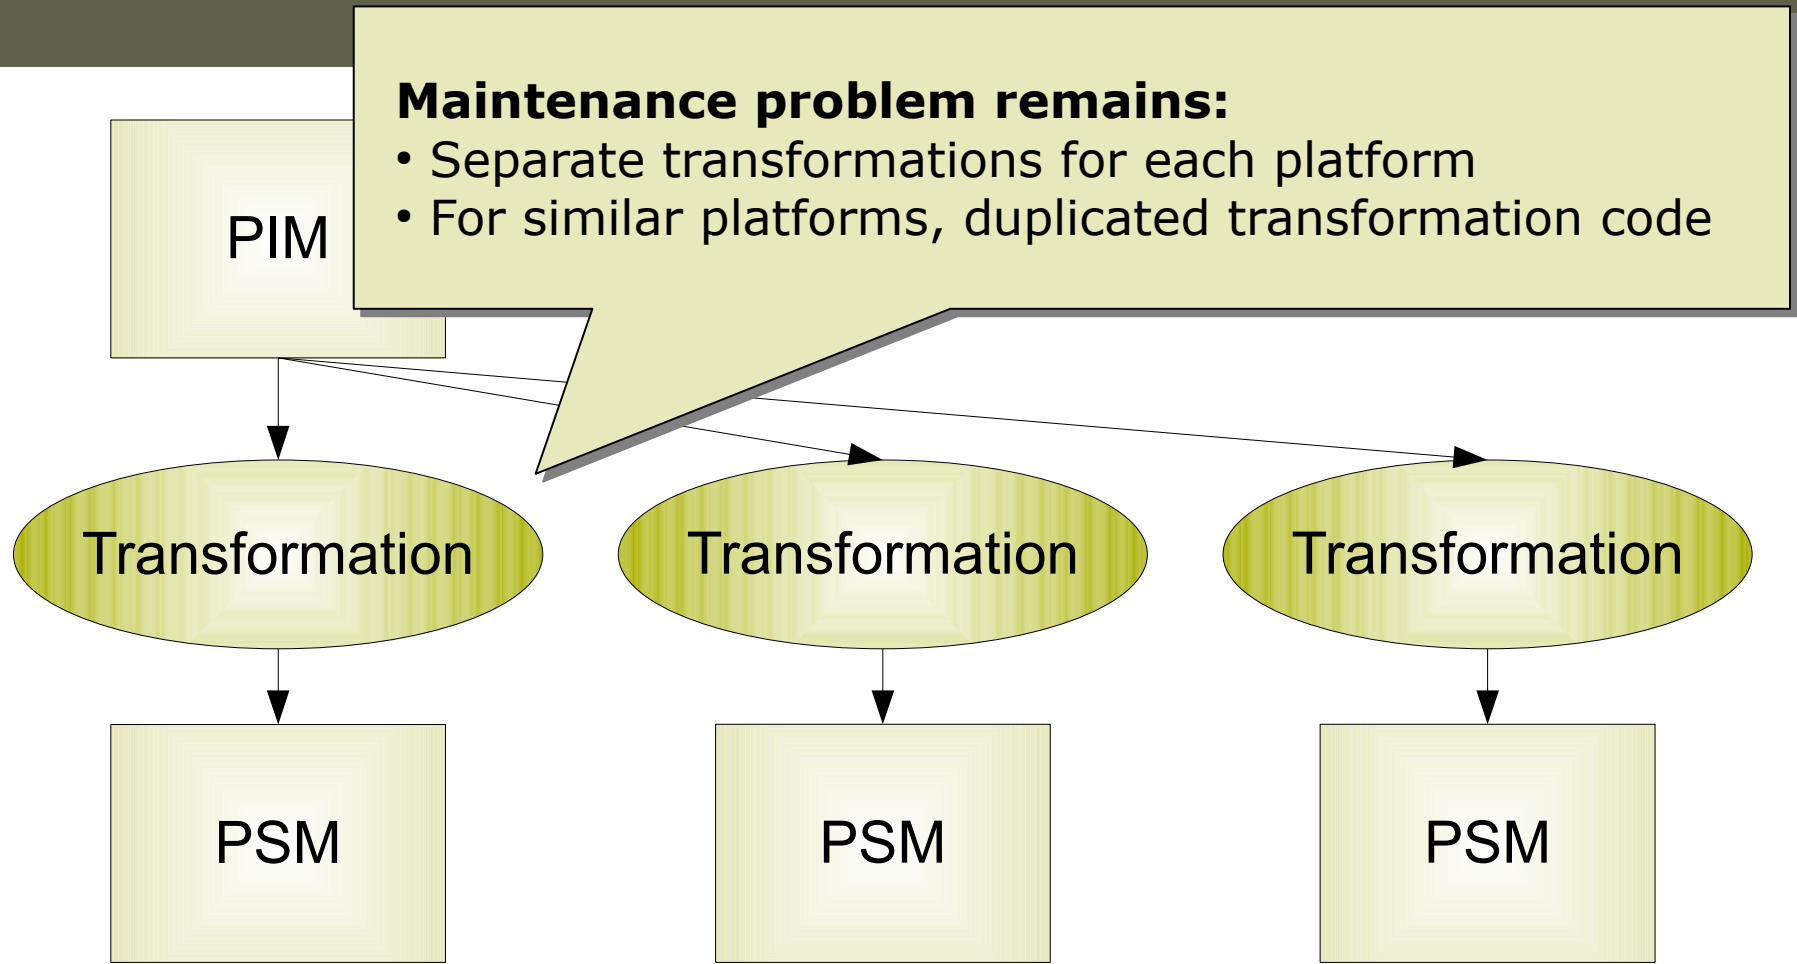 Maintenance problem remains:
• Separate transformations for each platform
• For similar platforms, duplicated transformation code
PIM
Transformation
Transformation
Transformation
PSM
PSM
PSM